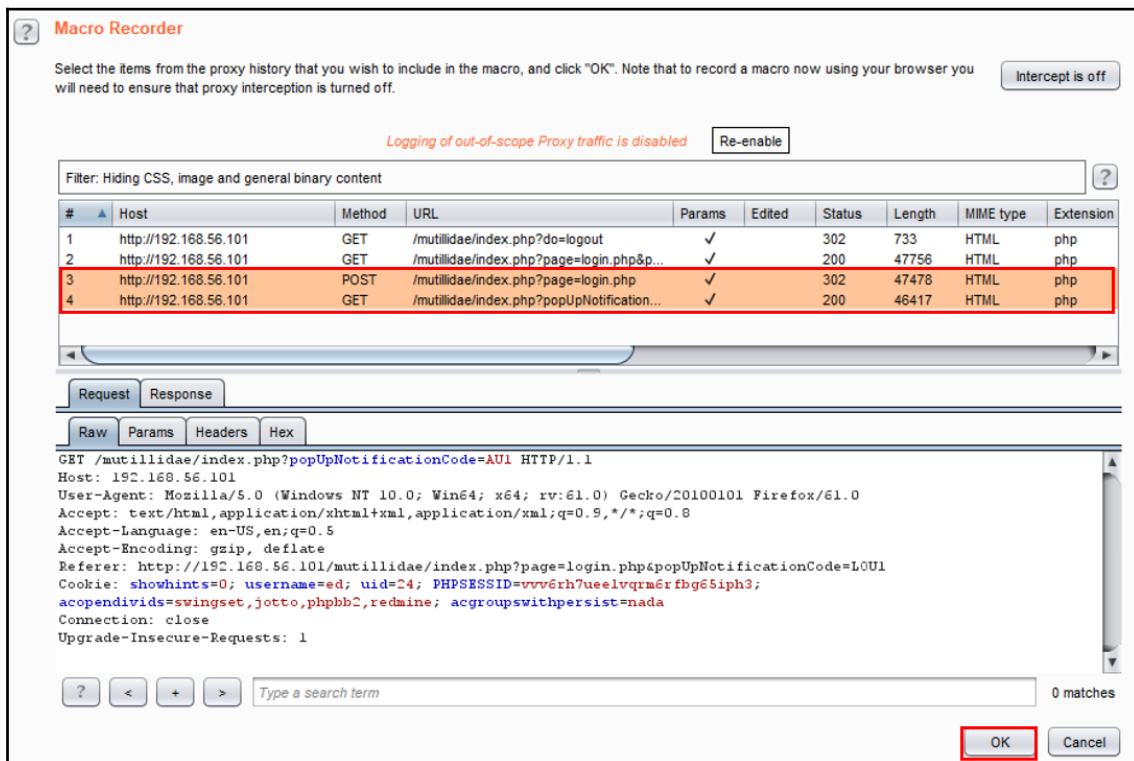 ? Macro Recorder
Select the items from the proxy history that you wish to include in the macro, and click "OK". Note that to record a macro now using your browser you
will need to ensure that proxy interception is turned off.
Intercept is off
Logging of out-of-scope Proxy traffic is disabled Re-enable
Filter: Hiding CSS, image and general binary content ?
# Host Method URL Params Edited Status Length MIME type Extension
1 http://192.168.56.101 GET /mutillidae/index.php?do=logout ✓ 302 733 HTML php
2 http://192.168.56.101 GET /mutillidae/index.php?page=login.php&p... ✓ 200 47756 HTML php
3 http://192.168.56.101 POST /mutillidae/index.php?page=login.php ✓ 302 47478 HTML php
4 http://192.168.56.101 GET /mutillidae/index.php?popUpNotification... ✓ 200 46417 HTML php
Request Response
Raw Params Headers Hex
GET /mutillidae/index.php?popUpNotificationCode=AU1 HTTP/1.1
Host: 192.168.56.101
User-Agent: Mozilla/5.0 (Windows NT 10.0; Win64; x64; rv:61.0) Gecko/20100101 Firefox/61.0
Accept: text/html,application/xhtml+xml,application/xml;q=0.9,*/*;q=0.8
Accept-Language: en-US,en;q=0.5
Accept-Encoding: gzip, deflate
Referer: http://192.168.56.101/mutillidae/index.php?page=login.php&popUpNotificationCode=L0U1
Cookie: showhints=0; username=ed; uid=24; PHPSESSID=vvv6rh7ueelvqrm6rfbg65iph3;
acopendivids=swingset,jotto,phpbb2,redmine; acgroupswithpersist=nada
Connection: close
Upgrade-Insecure-Requests: 1
? < + > Type a search term 0 matches
OK Cancel